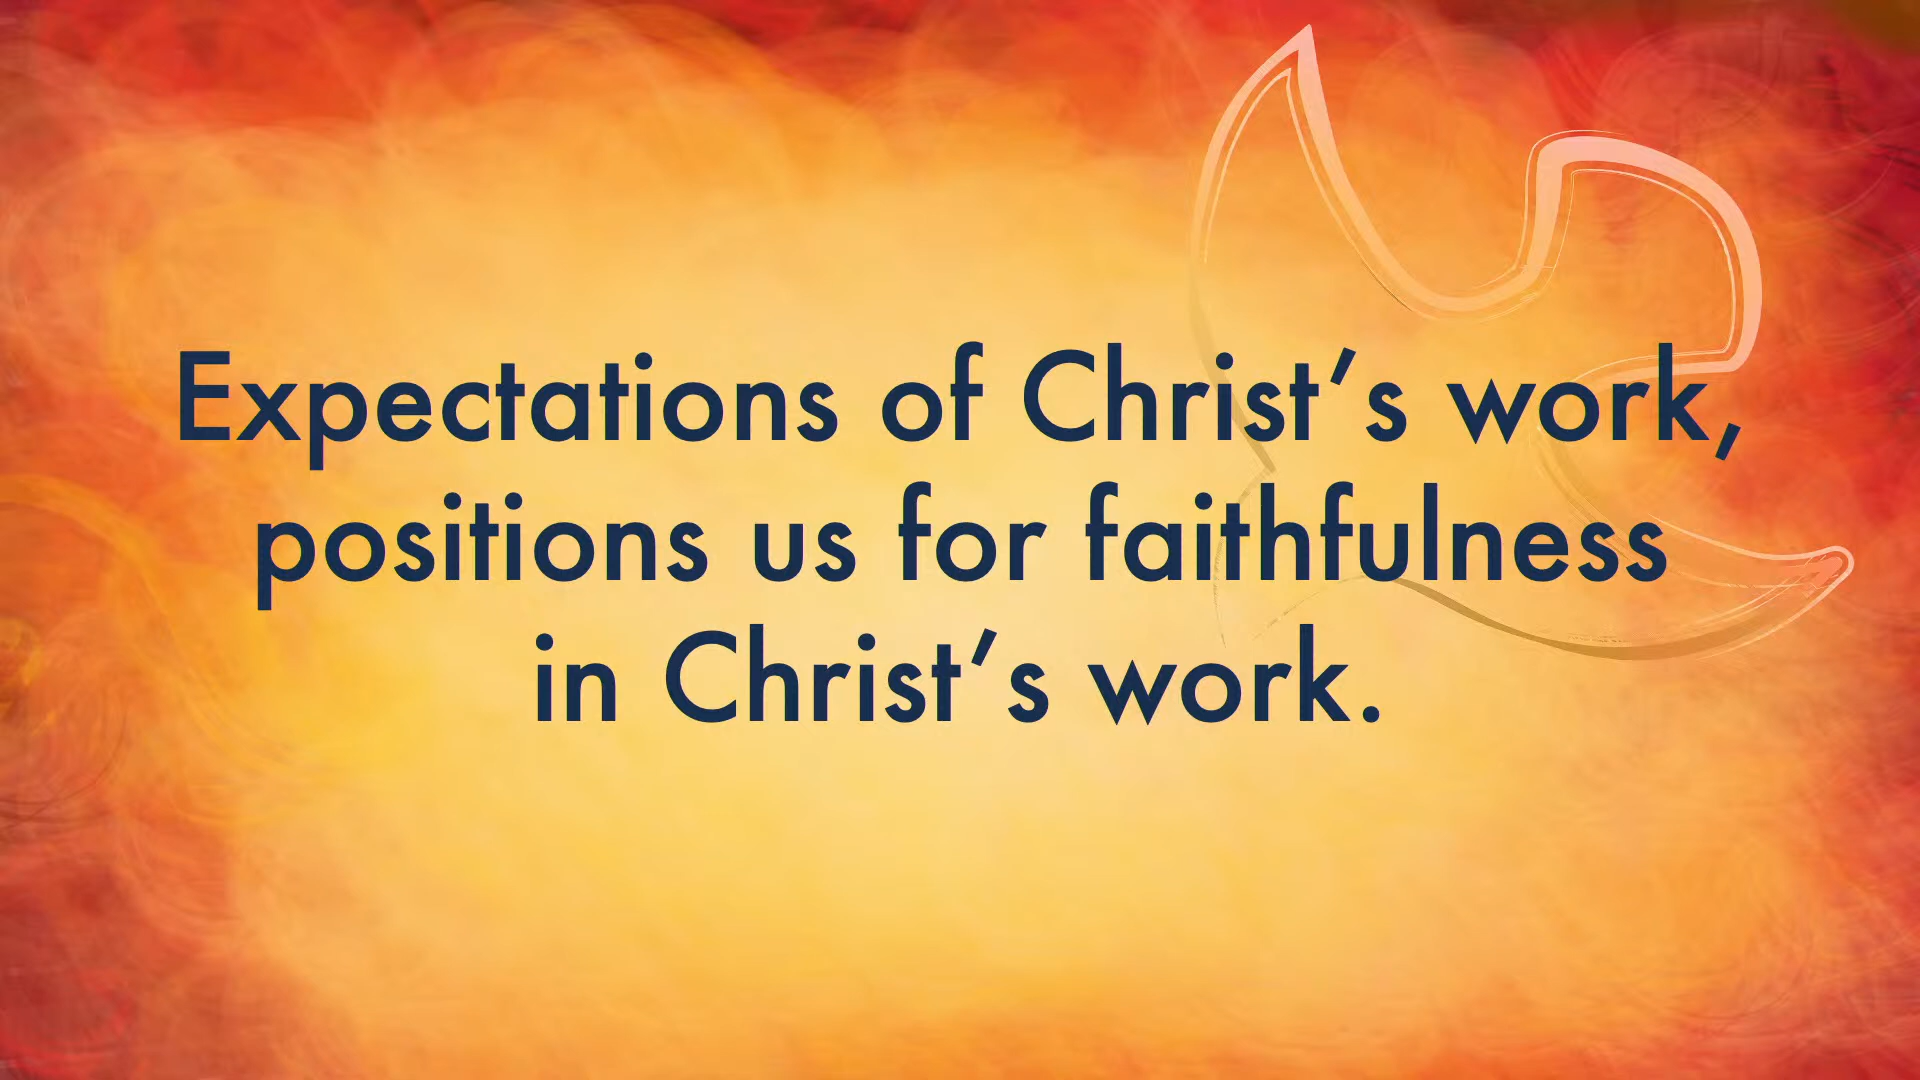 Expectations of Christ’s work,
positions us for faithfulness
in Christ’s work.